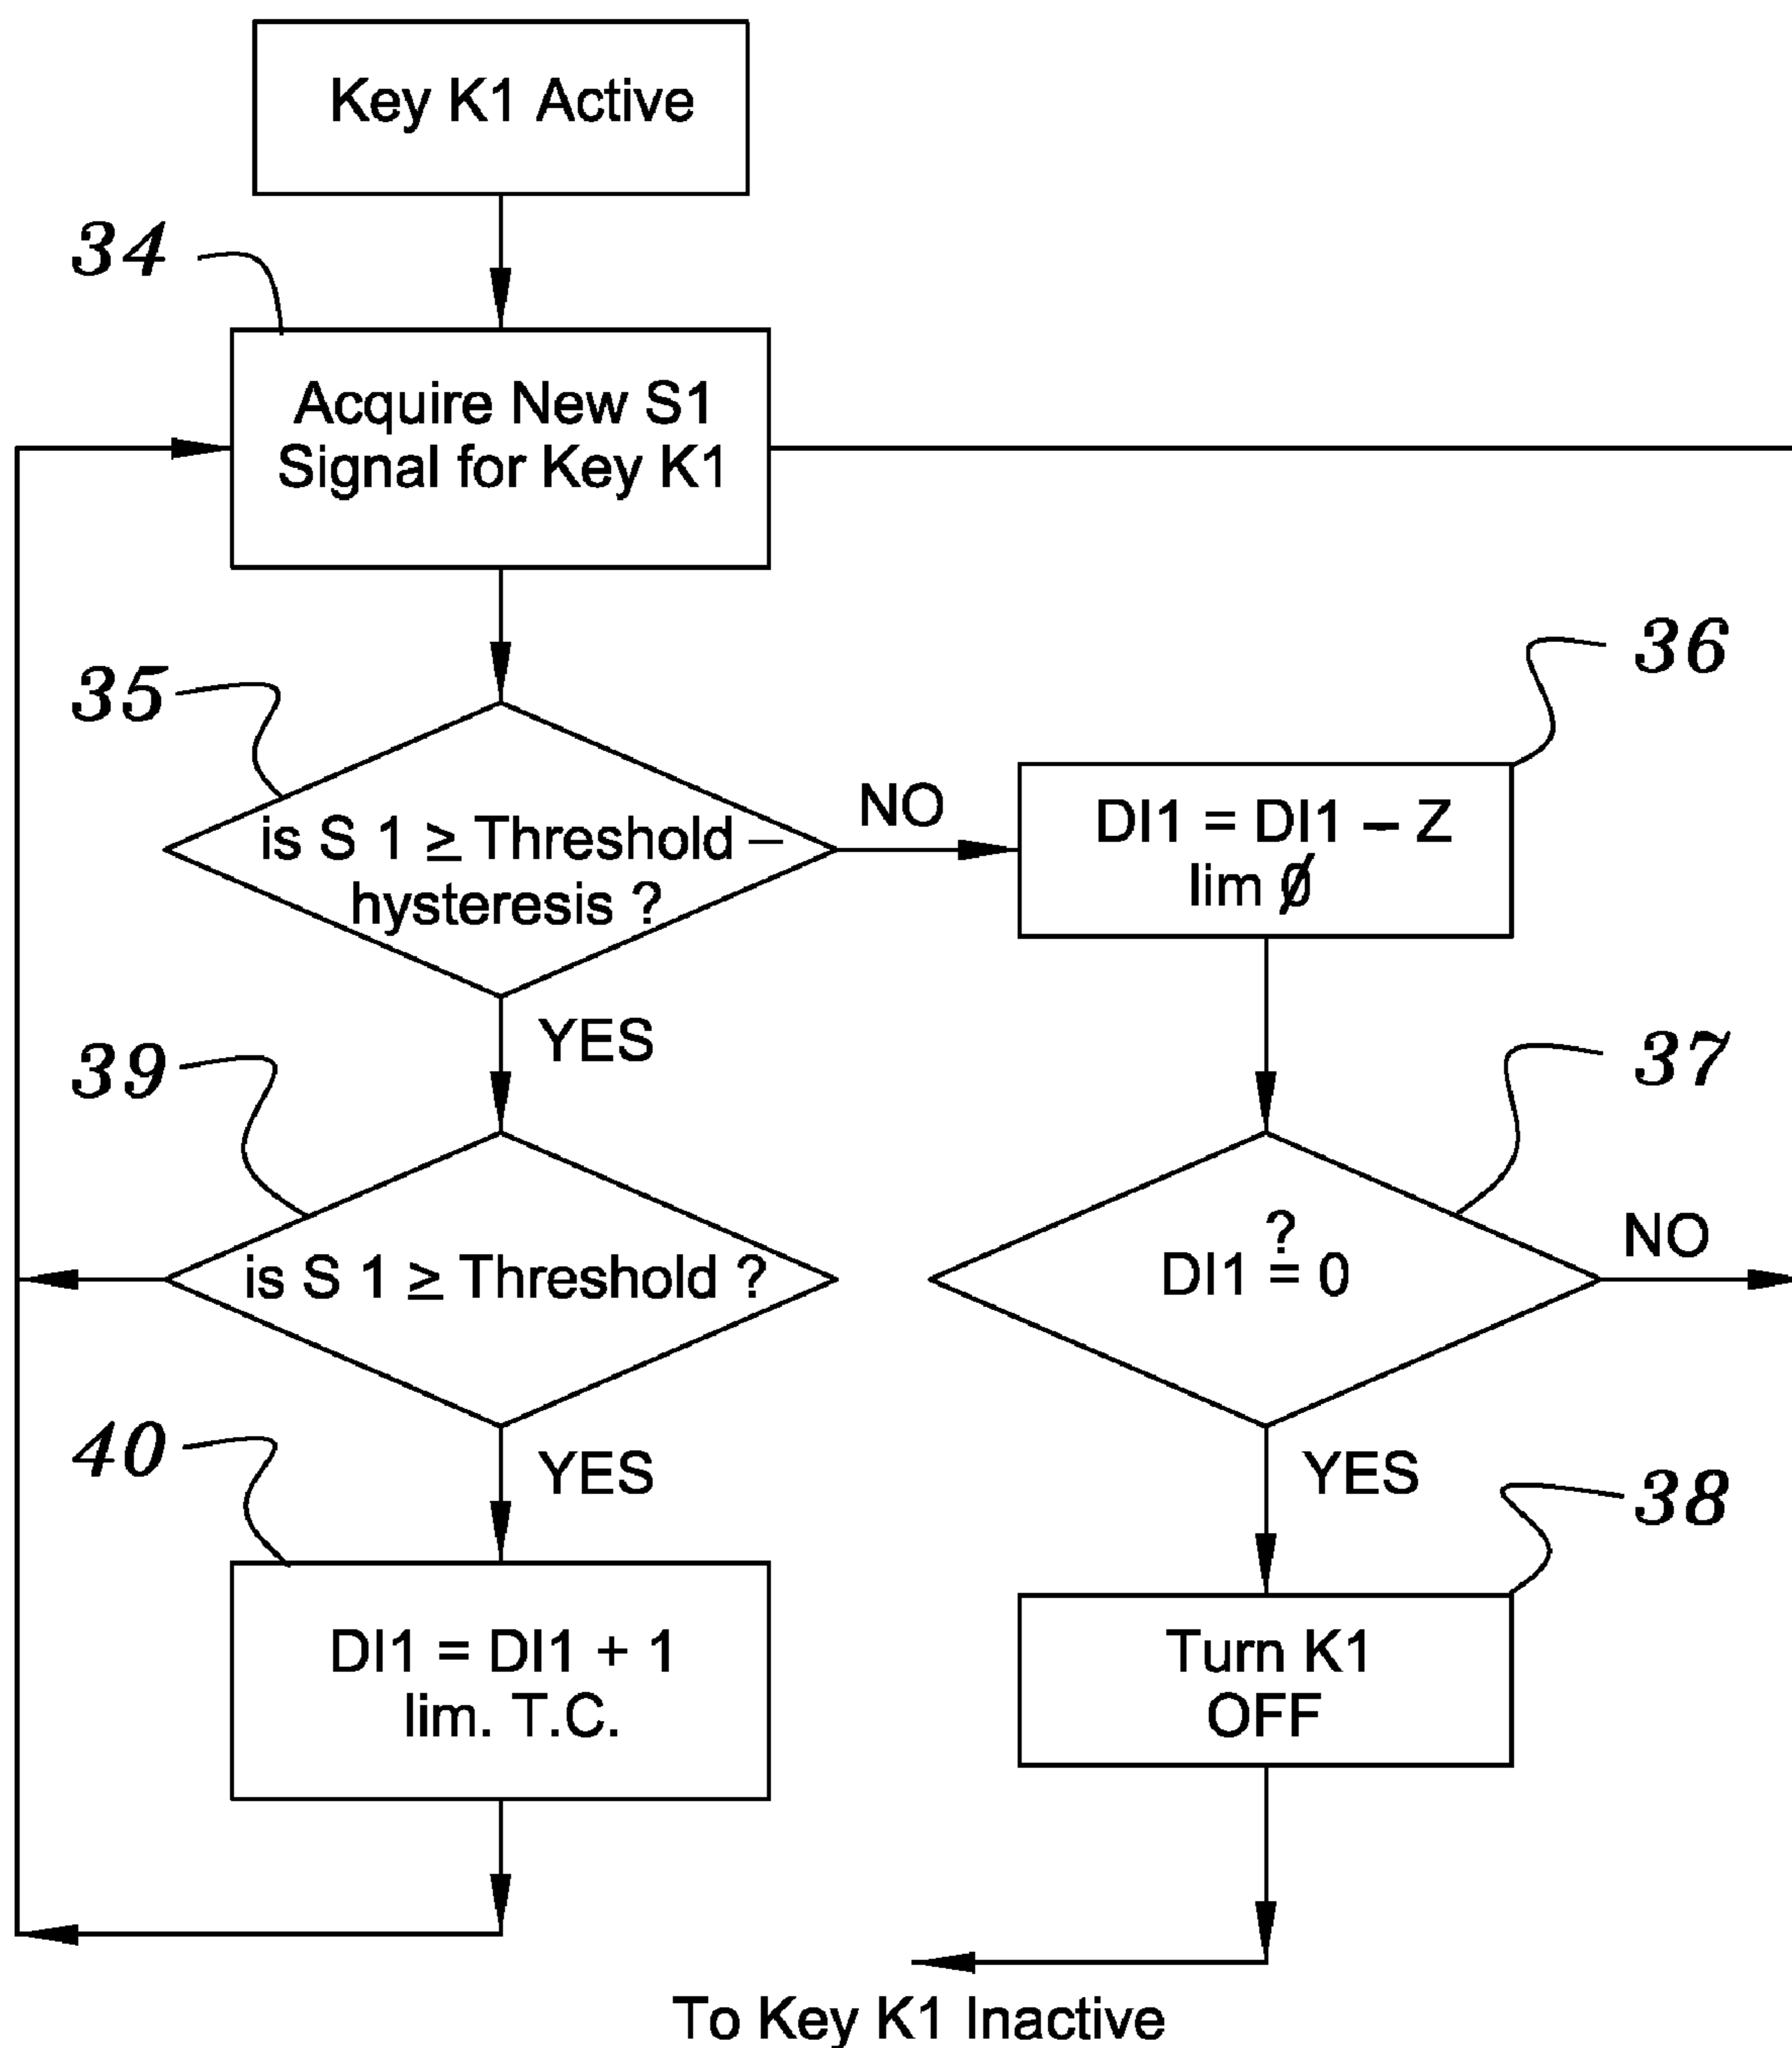 Key K1 Active
34
Acquire New S1
Signal for Key K1
35
is S 1 ≥ Threshold –
hysteresis ?
NO
36
DI1 = DI1 – Z
lim 0̸
YES
39
is S 1 ≥ Threshold ?
37
?
DI1 = 0
NO
40
YES
YES
38
DI1 = DI1 + 1
lim. T.C.
Turn K1
OFF
To Key K1 Inactive